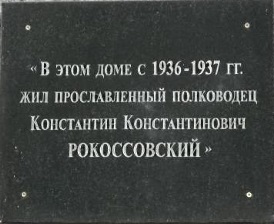 « В ЭТОМ ДОМЕ С 1936-1937 ГГ.
ЖИЛ ПРОСЛАВЛЕННЫЙ ПОЛКОВОДЕЦ
КОНСТАНТИН КОНСТАНТИНОВИЧ
РОКОССОВСКИЙ »